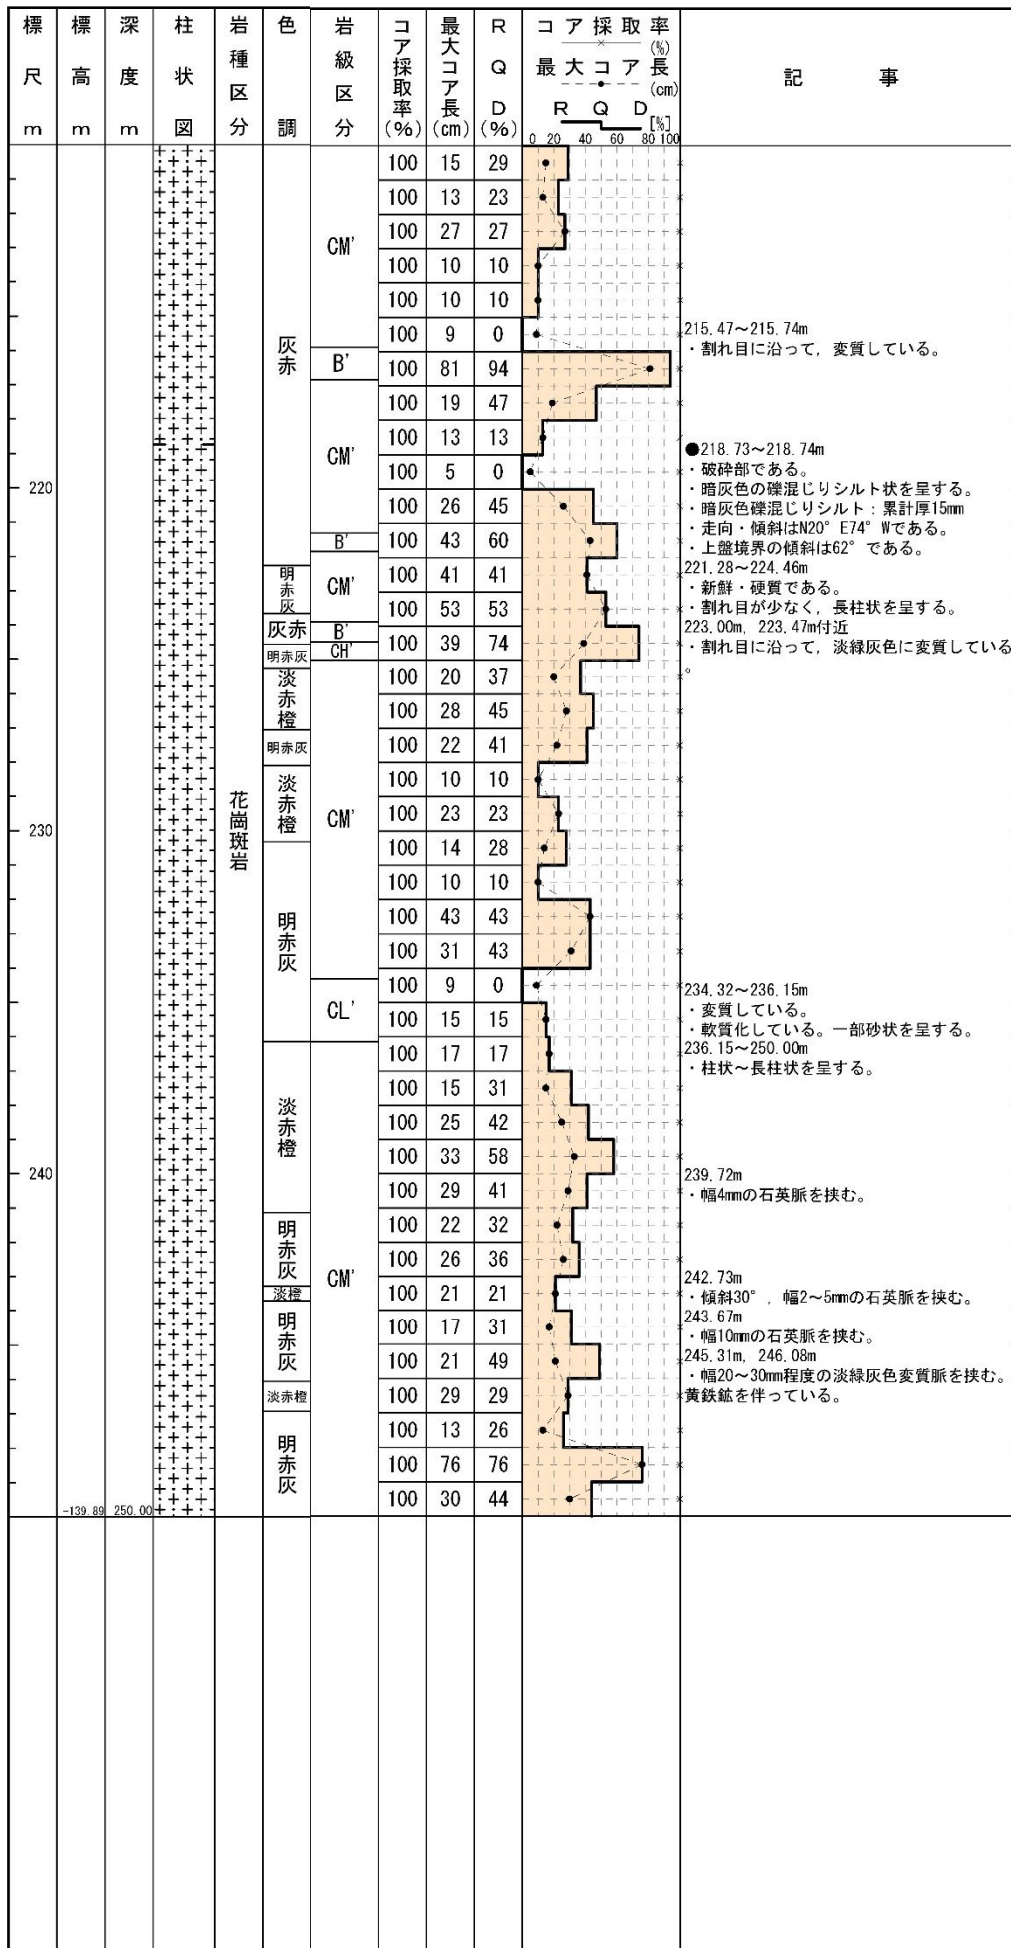 標尺m
標高m
深度m
柱状図
岩種区分
色調
岩級区分
コア採取率(%)
最大コア長(cm)
RQD(%)
コア採取率
(%)
最大コア長
(cm)
RQD
[%]
0 20 40 60 80 100
記事
100 15 29
100 13 23
100 27 27
100 10 10
100 10 10
100 9 0
100 81 94
100 19 47
100 13 13
100 5 0
100 26 45
100 43 60
100 41 41
100 53 53
100 39 74
100 20 37
100 28 45
100 22 41
100 10 10
100 23 23
100 14 28
100 10 10
100 43 43
100 31 43
100 9 0
100 15 15
100 17 17
100 15 31
100 25 42
100 33 58
100 29 41
100 22 32
100 26 36
100 21 21
100 17 31
100 21 49
100 29 29
100 13 26
100 76 76
100 30 44
220
230
240
-139.89 250.00
花崗斑岩
灰赤
明赤灰
灰赤
明赤灰
淡赤橙
明赤灰
淡赤橙
明赤灰
淡赤橙
明赤灰
淡橙
明赤灰
淡赤橙
明赤灰
CM'
B'
CM'
B'
CM'
B'
CH'
CM'
CL'
CM'
215.47~215.74m
・割れ目に沿って，変質している。
●218.73~218.74m
・破砕部である。
・暗灰色の礫混じりシルト状を呈する。
・暗灰色礫混じりシルト：累計厚15mm
・走向・傾斜はN20°E74°Wである。
・上盤境界の傾斜は62°である。
221.28~224.46m
・新鮮・硬質である。
・割れ目が少なく，長柱状を呈する。
223.00m, 223.47m付近
・割れ目に沿って，淡緑灰色に変質している
。
234.32~236.15m
・変質している。
・軟質化している。一部砂状を呈する。
236.15~250.00m
・柱状~長柱状を呈する。
239.72m
・幅4mmの石英脈を挟む。
242.73m
・傾斜30°，幅2~5mmの石英脈を挟む。
243.67m
・幅10mmの石英脈を挟む。
245.31m, 246.08m
・幅20~30mm程度の淡緑灰色変質脈を挟む。
黄鉄鉱を伴っている。